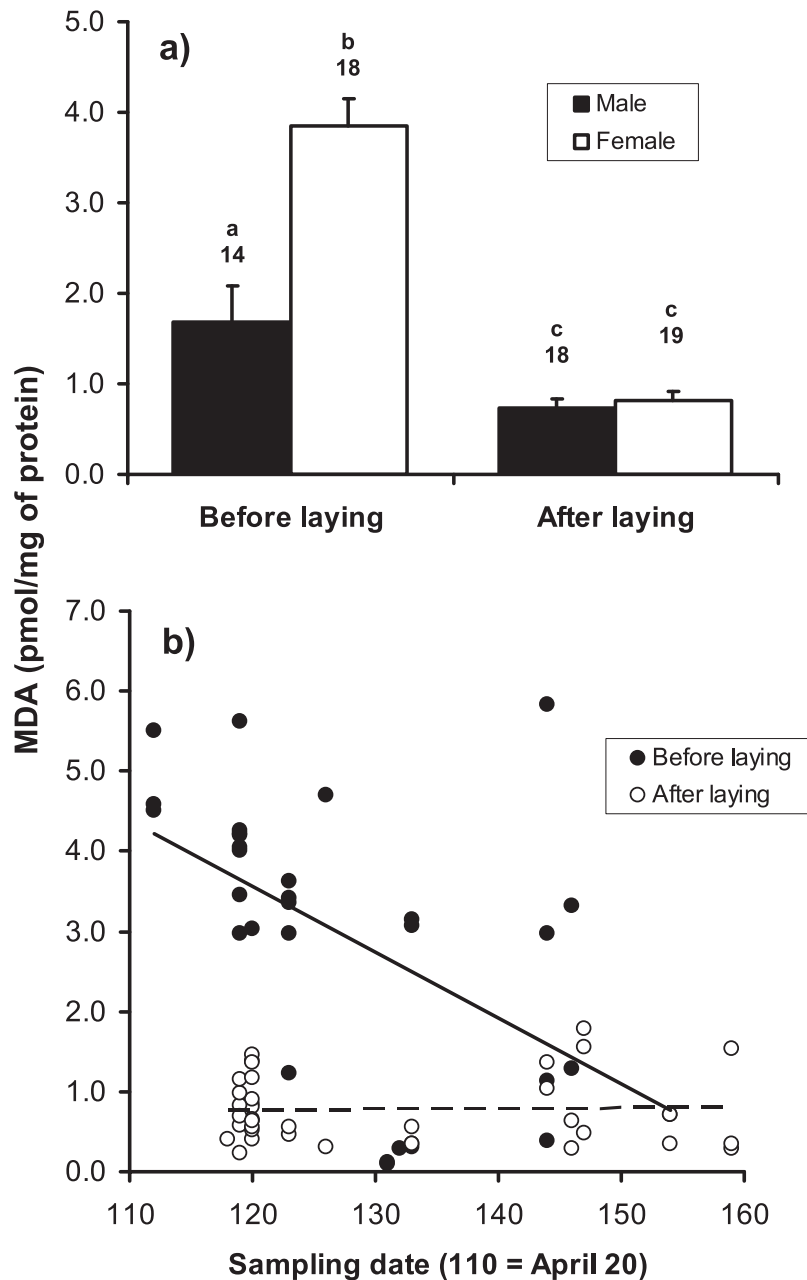 MDA (pmol/mg of protein)
a)
5.0
4.0
3.0
2.0
1.0
0.0
a
14
b
18
c
18
c
19
Male
Female
Before laying
After laying
b)
7.0
6.0
5.0
4.0
3.0
2.0
1.0
0.0
Before laying
After laying
110 120 130 140 150 160
Sampling date (110 = April 20)